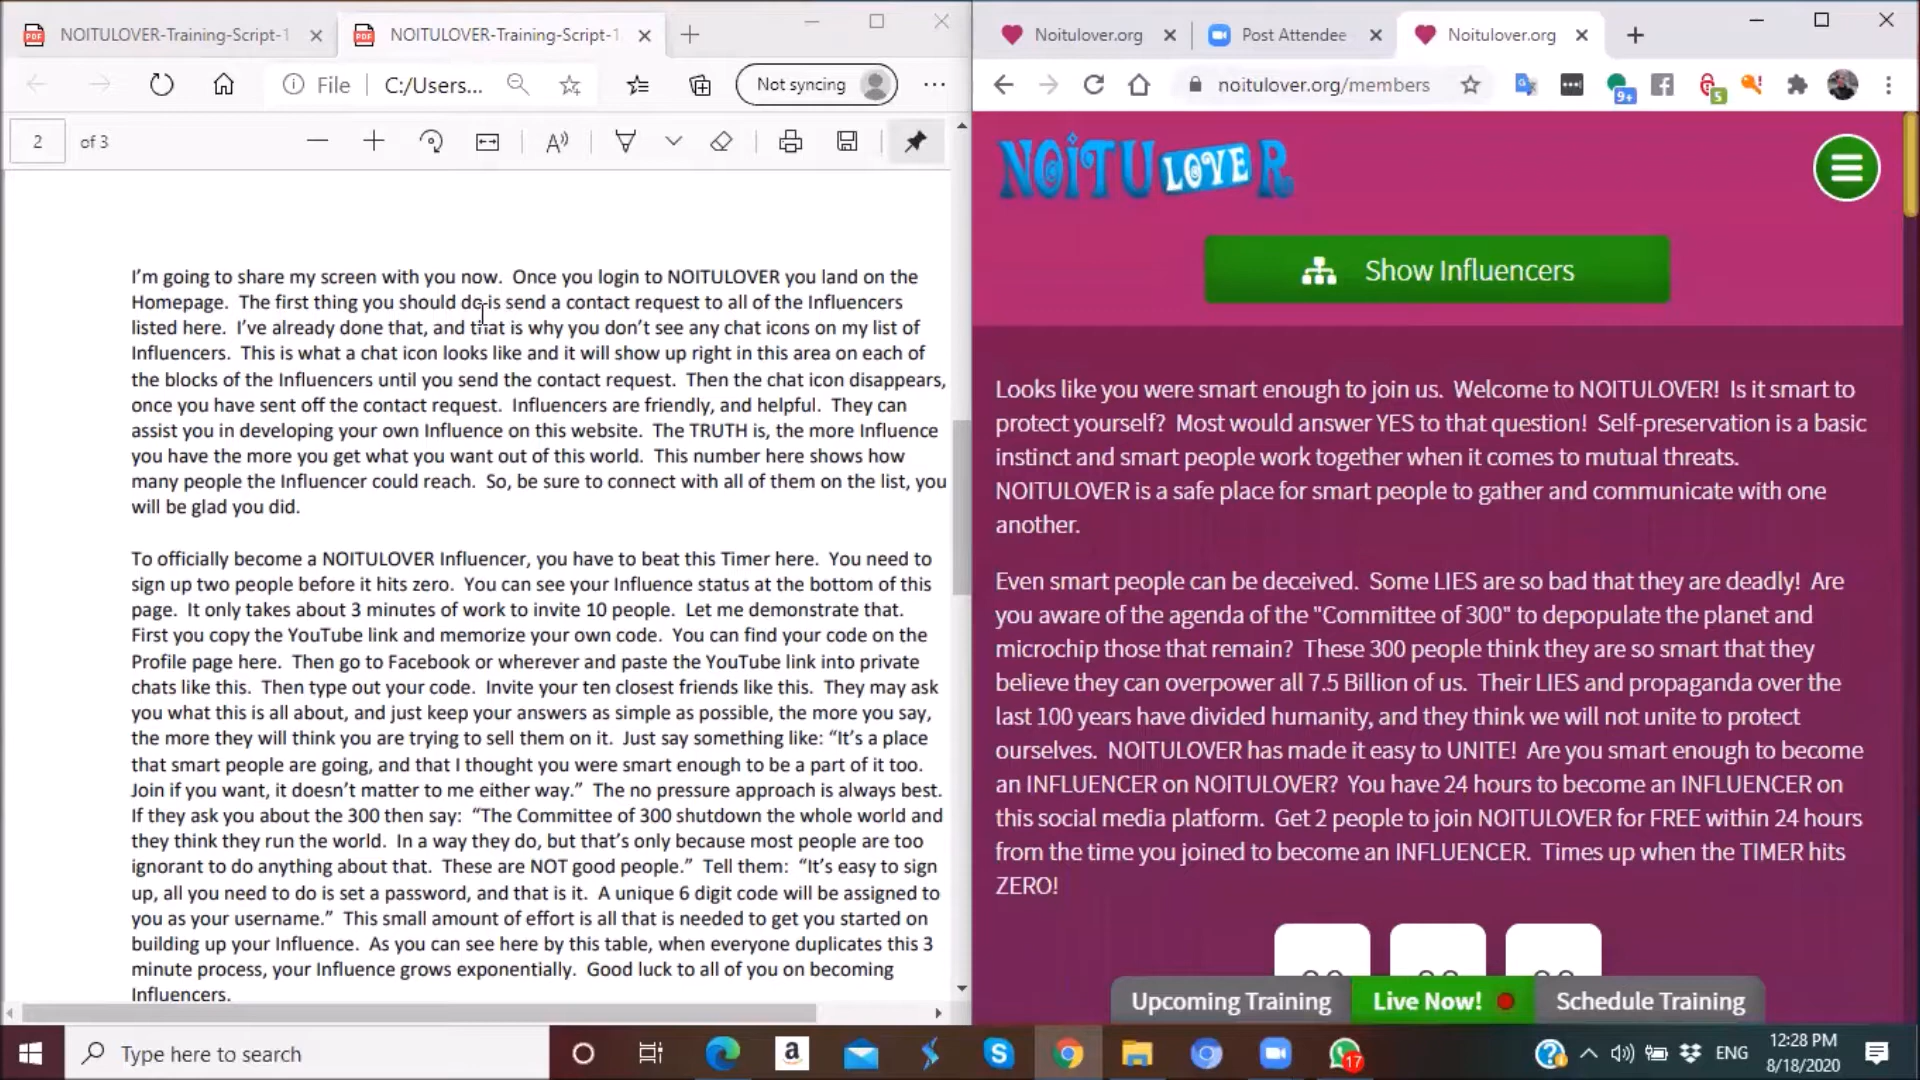 NOITULOVER-Training-Script-1
NOITULOVER-Training-Script-1
File
C:/Users...
Not syncing
2
of 3
I'm going to share my screen with you now.  Once you login to NOITULOVER you land on the
Homepage.  The first thing you should do is send a contact request to all of the Influencers
listed here.  I've already done that, and that is why you don't see any chat icons on my list of
Influencers.  This is what a chat icon looks like and it will show up right in this area on each of
the blocks of the Influencers until you send the contact request.  Then the chat icon disappears,
once you have sent off the contact request.  Influencers are friendly, and helpful.  They can
assist you in developing your own Influence on this website.  The TRUTH is, the more Influence
you have the more you get what you want out of this world.  This number here shows how
many people the Influencer could reach.  So, be sure to connect with all of them on the list, you
will be glad you did.
To officially become a NOITULOVER Influencer, you have to beat this Timer here.  You need to
sign up two people before it hits zero.  You can see your Influence status at the bottom of this
page.  It only takes about 3 minutes of work to invite 10 people.  Let me demonstrate that.
First you copy the YouTube link and memorize your own code.  You can find your code on the
Profile page here.  Then go to Facebook or wherever and paste the YouTube link into private
chats like this.  Then type out your code.  Invite your ten closest friends like this.  They may ask
you what this is all about, and just keep your answers as simple as possible, the more you say,
the more they will think you are trying to sell them on it.  Just say something like: “It's a place
that smart people are going, and that I thought you were smart enough to be a part of it too.
Join if you want, it doesn't matter to me either way.”  The no pressure approach is always best.
If they ask you about the 300 then say:  “The Committee of 300 shutdown the whole world and
they think they run the world.  In a way they do, but that's only because most people are too
ignorant to do anything about that.  These are NOT good people.”  Tell them:  “It's easy to sign
up, all you need to do is set a password, and that is it.  A unique 6 digit code will be assigned to
you as your username.”  This small amount of effort is all that is needed to get you started on
building up your Influence.  As you can see here by this table, when everyone duplicates this 3
minute process, your Influence grows exponentially.  Good luck to all of you on becoming
Influencers.
Noitulover.org
Post Attendee
Noitulover.org
noitulover.org/members
9+
5
NOiTULOVER
Show Influencers
Looks like you were smart enough to join us.  Welcome to NOITULOVER!  Is it smart to
protect yourself?  Most would answer YES to that question!  Self-preservation is a basic
instinct and smart people work together when it comes to mutual threats.
NOITULOVER is a safe place for smart people to gather and communicate with one
another.
Even smart people can be deceived.  Some LIES are so bad that they are deadly!  Are
you aware of the agenda of the "Committee of 300" to depopulate the planet and
microchip those that remain?  These 300 people think they are so smart that they
believe they can overpower all 7.5 Billion of us.  Their LIES and propaganda over the
last 100 years have divided humanity, and they think we will not unite to protect
ourselves.  NOITULOVER has made it easy to UNITE!  Are you smart enough to become
an INFLUENCER on NOITULOVER?  You have 24 hours to become an INFLUENCER on
this social media platform.  Get 2 people to join NOITULOVER for FREE within 24 hours
from the time you joined to become an INFLUENCER.  Times up when the TIMER hits
ZERO!
Upcoming Training
Live Now!
Schedule Training
Type here to search
17
ENG
12:28 PM
8/18/2020